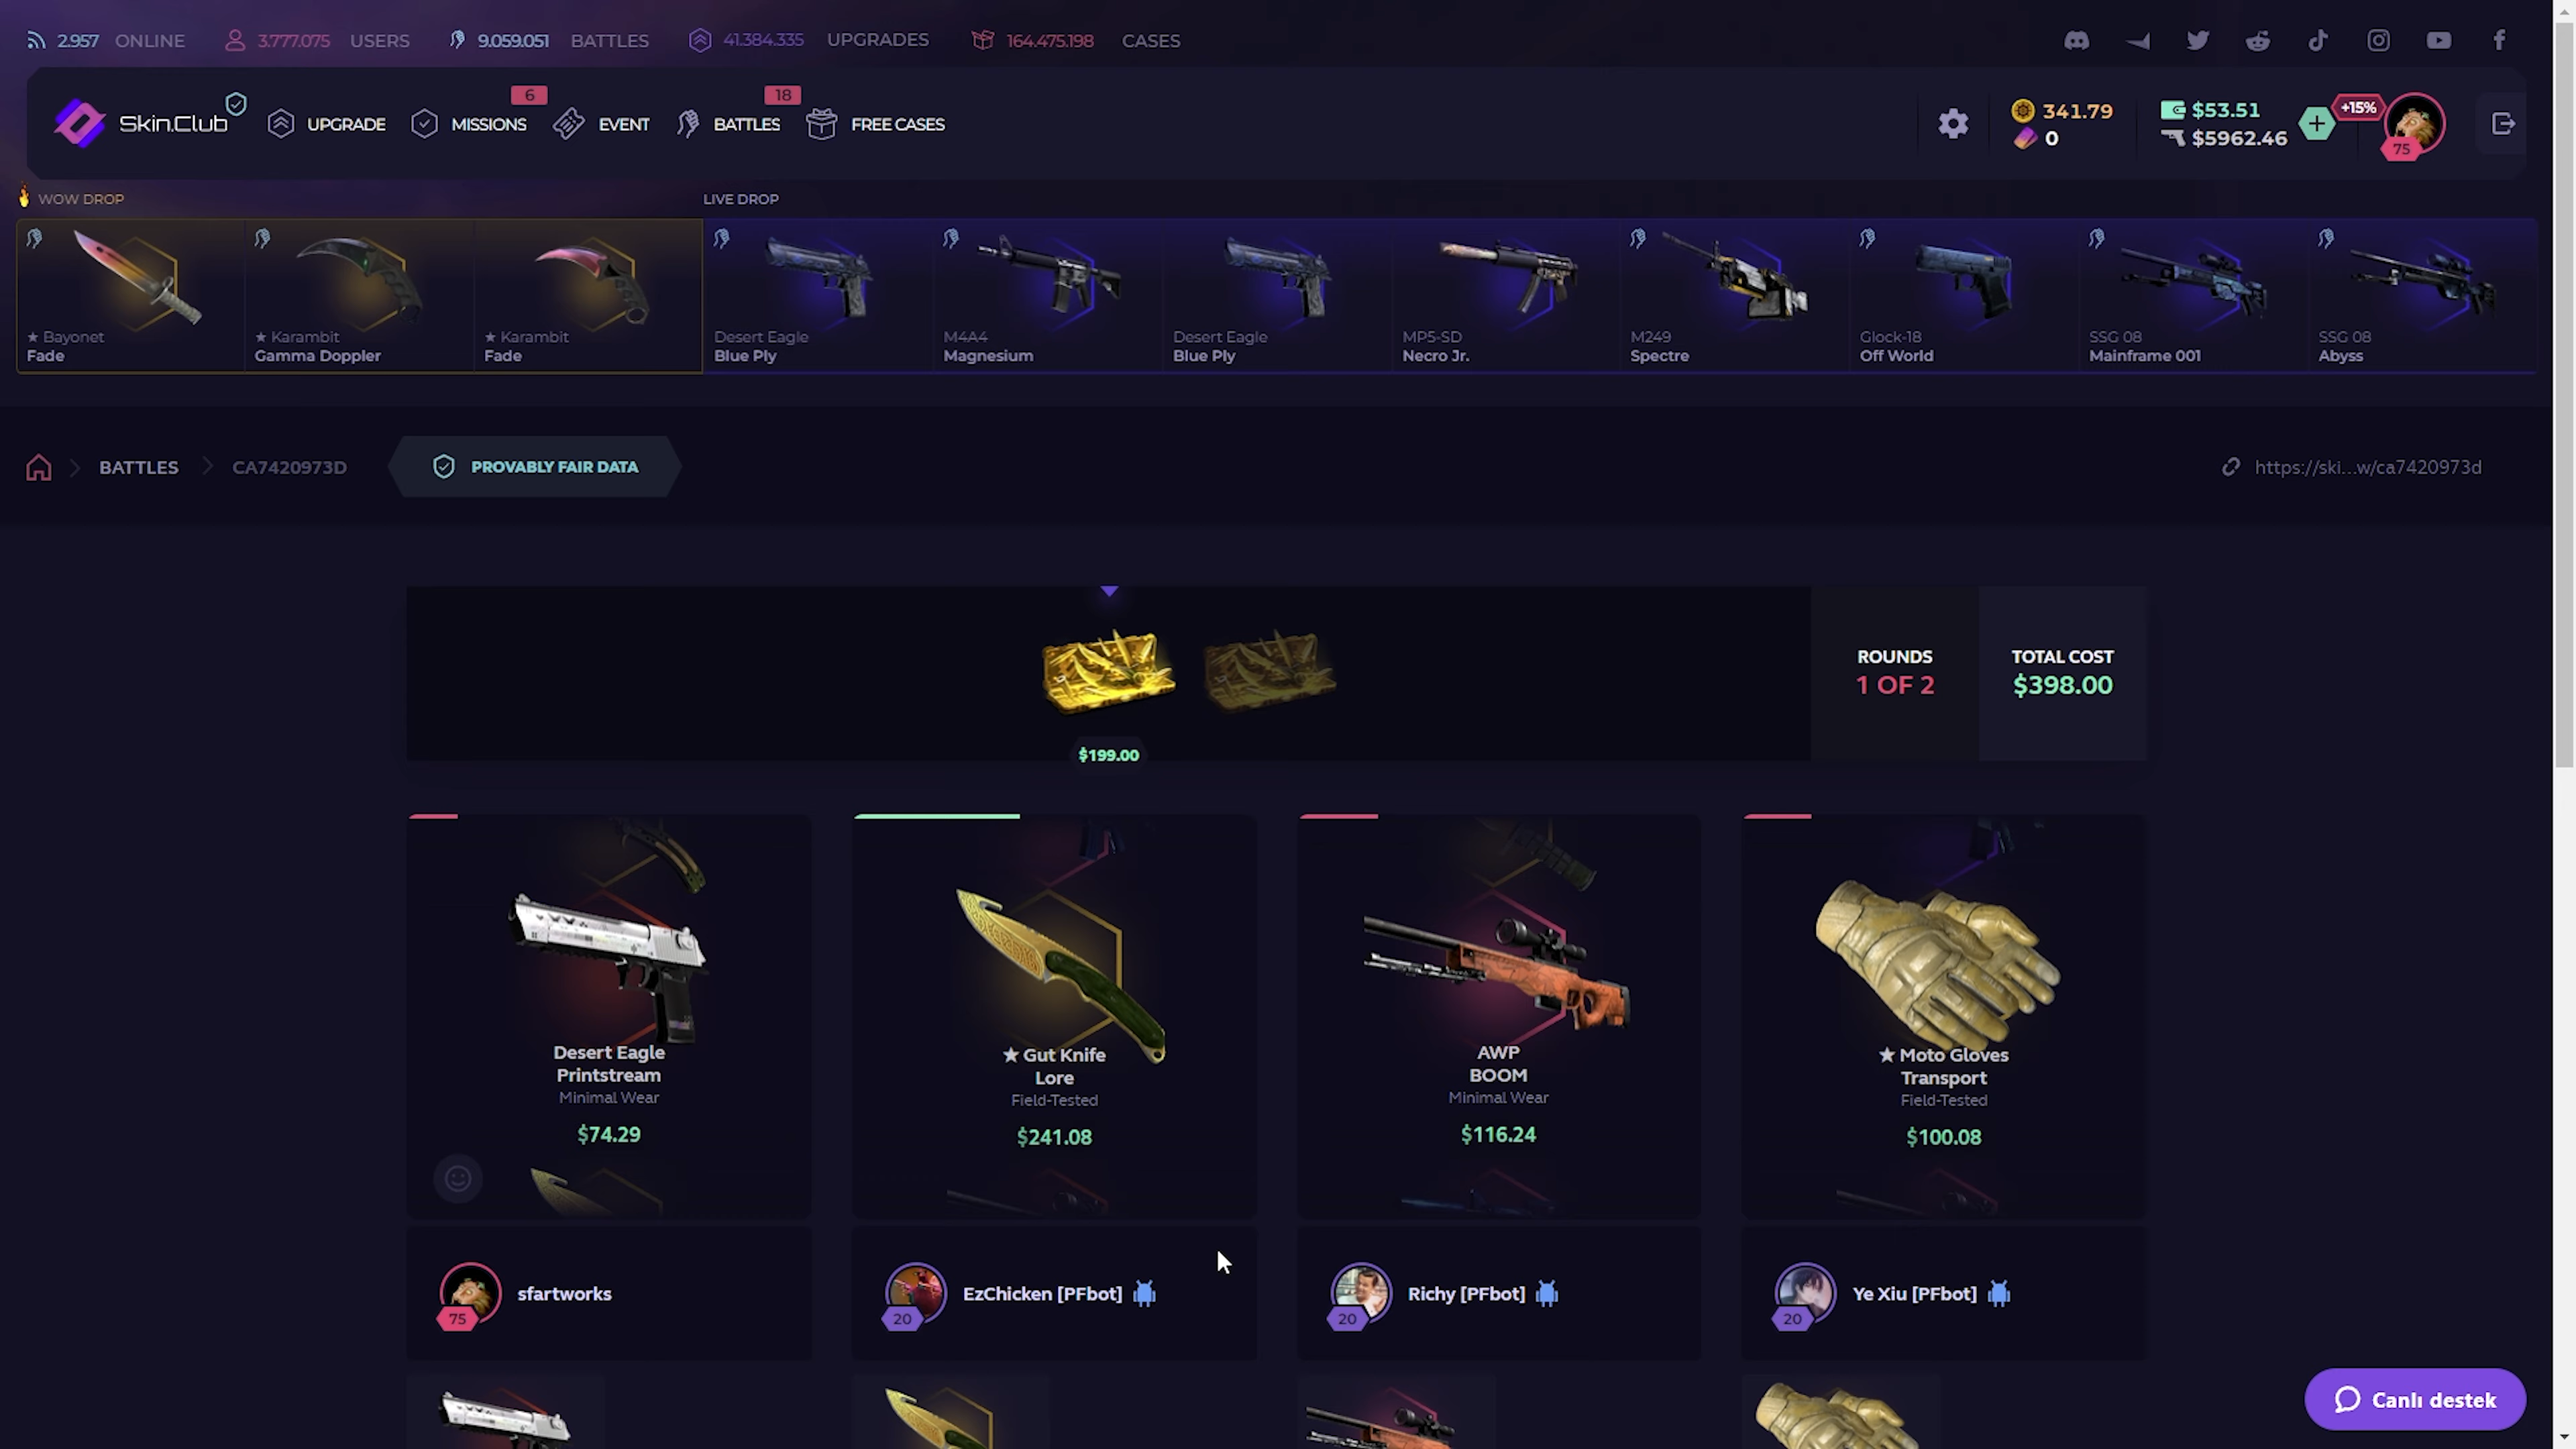 2.957 ONLINE 3.777.075 USERS 9.059.051 BATTLES 41.384.335 UPGRADES 164.475.198 CASES
Skin.Club UPGRADE 6 MISSIONS EVENT 18 BATTLES FREE CASES
341.79 $53.51 +15%
0 $5962.46 75
WOW DROP LIVE DROP
★ Bayonet
Fade
★ Karambit
Gamma Doppler
★ Karambit
Fade
Desert Eagle
Blue Ply
M4A4
Magnesium
Desert Eagle
Blue Ply
MP5-SD
Necro Jr.
M249
Spectre
Glock-18
Off World
SSG 08
Mainframe 001
SSG 08
Abyss
BATTLES CA7420973D PROVABLY FAIR DATA https://ski...w/ca7420973d
$199.00
ROUNDS
1 OF 2
TOTAL COST
$398.00
Desert Eagle
Printstream
Minimal Wear
$74.29
★ Gut Knife
Lore
Field-Tested
$241.08
AWP
BOOM
Minimal Wear
$116.24
★ Moto Gloves
Transport
Field-Tested
$100.08
sfartworks
75
EzChicken [PFbot]
20
Richy [PFbot]
20
Ye Xiu [PFbot]
20
Canlı destek